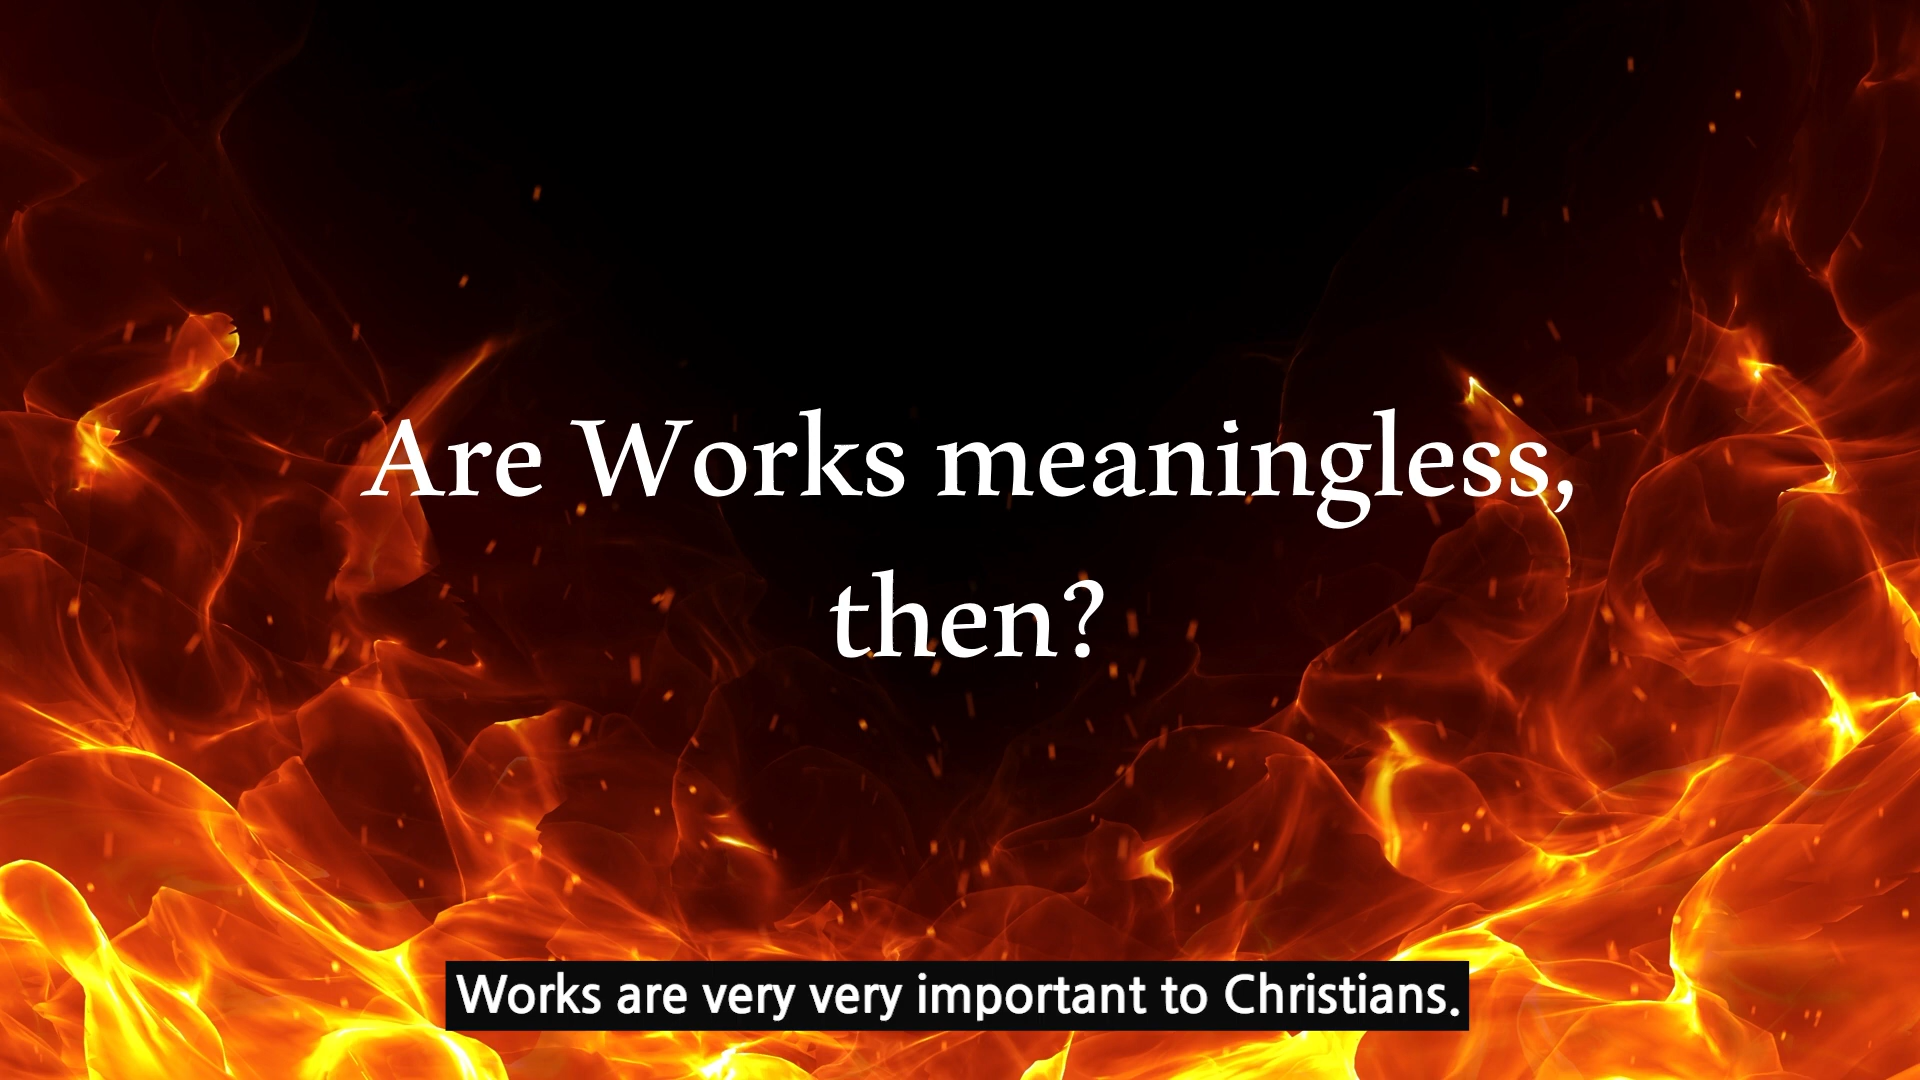 Are Works meaningless,
then?
Works are very very important to Christians.